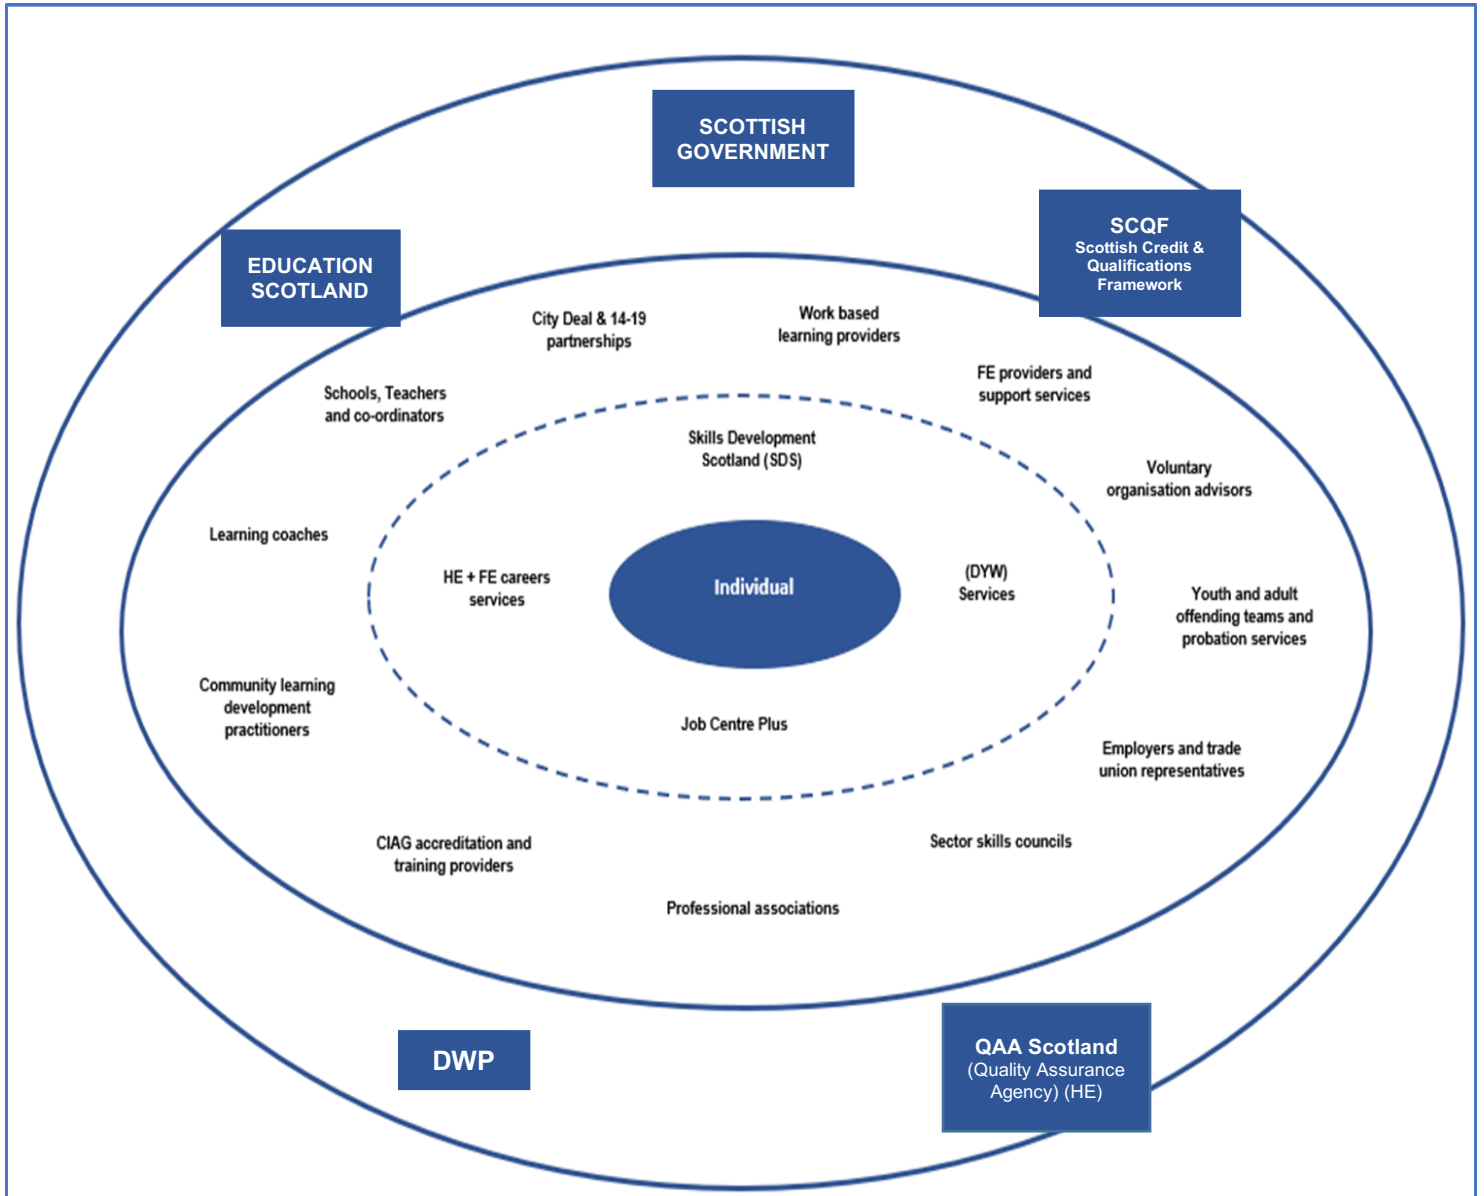 SCOTTISH
GOVERNMENT
SCQF
Scottish Credit &
Qualifications
Framework
EDUCATION
SCOTLAND
City Deal & 14-19
partnerships
Work based
learning providers
FE providers and
support services
Schools, Teachers
and co-ordinators
Skills Development
Scotland (SDS)
Voluntary
organisation advisors
Learning coaches
HE + FE careers
services
Individual
(DYW)
Services
Youth and adult
offending teams and
probation services
Community learning
development
practitioners
Job Centre Plus
Employers and trade
union representatives
CIAG accreditation and
training providers
Sector skills councils
Professional associations
DWP
QAA Scotland
(Quality Assurance
Agency) (HE)